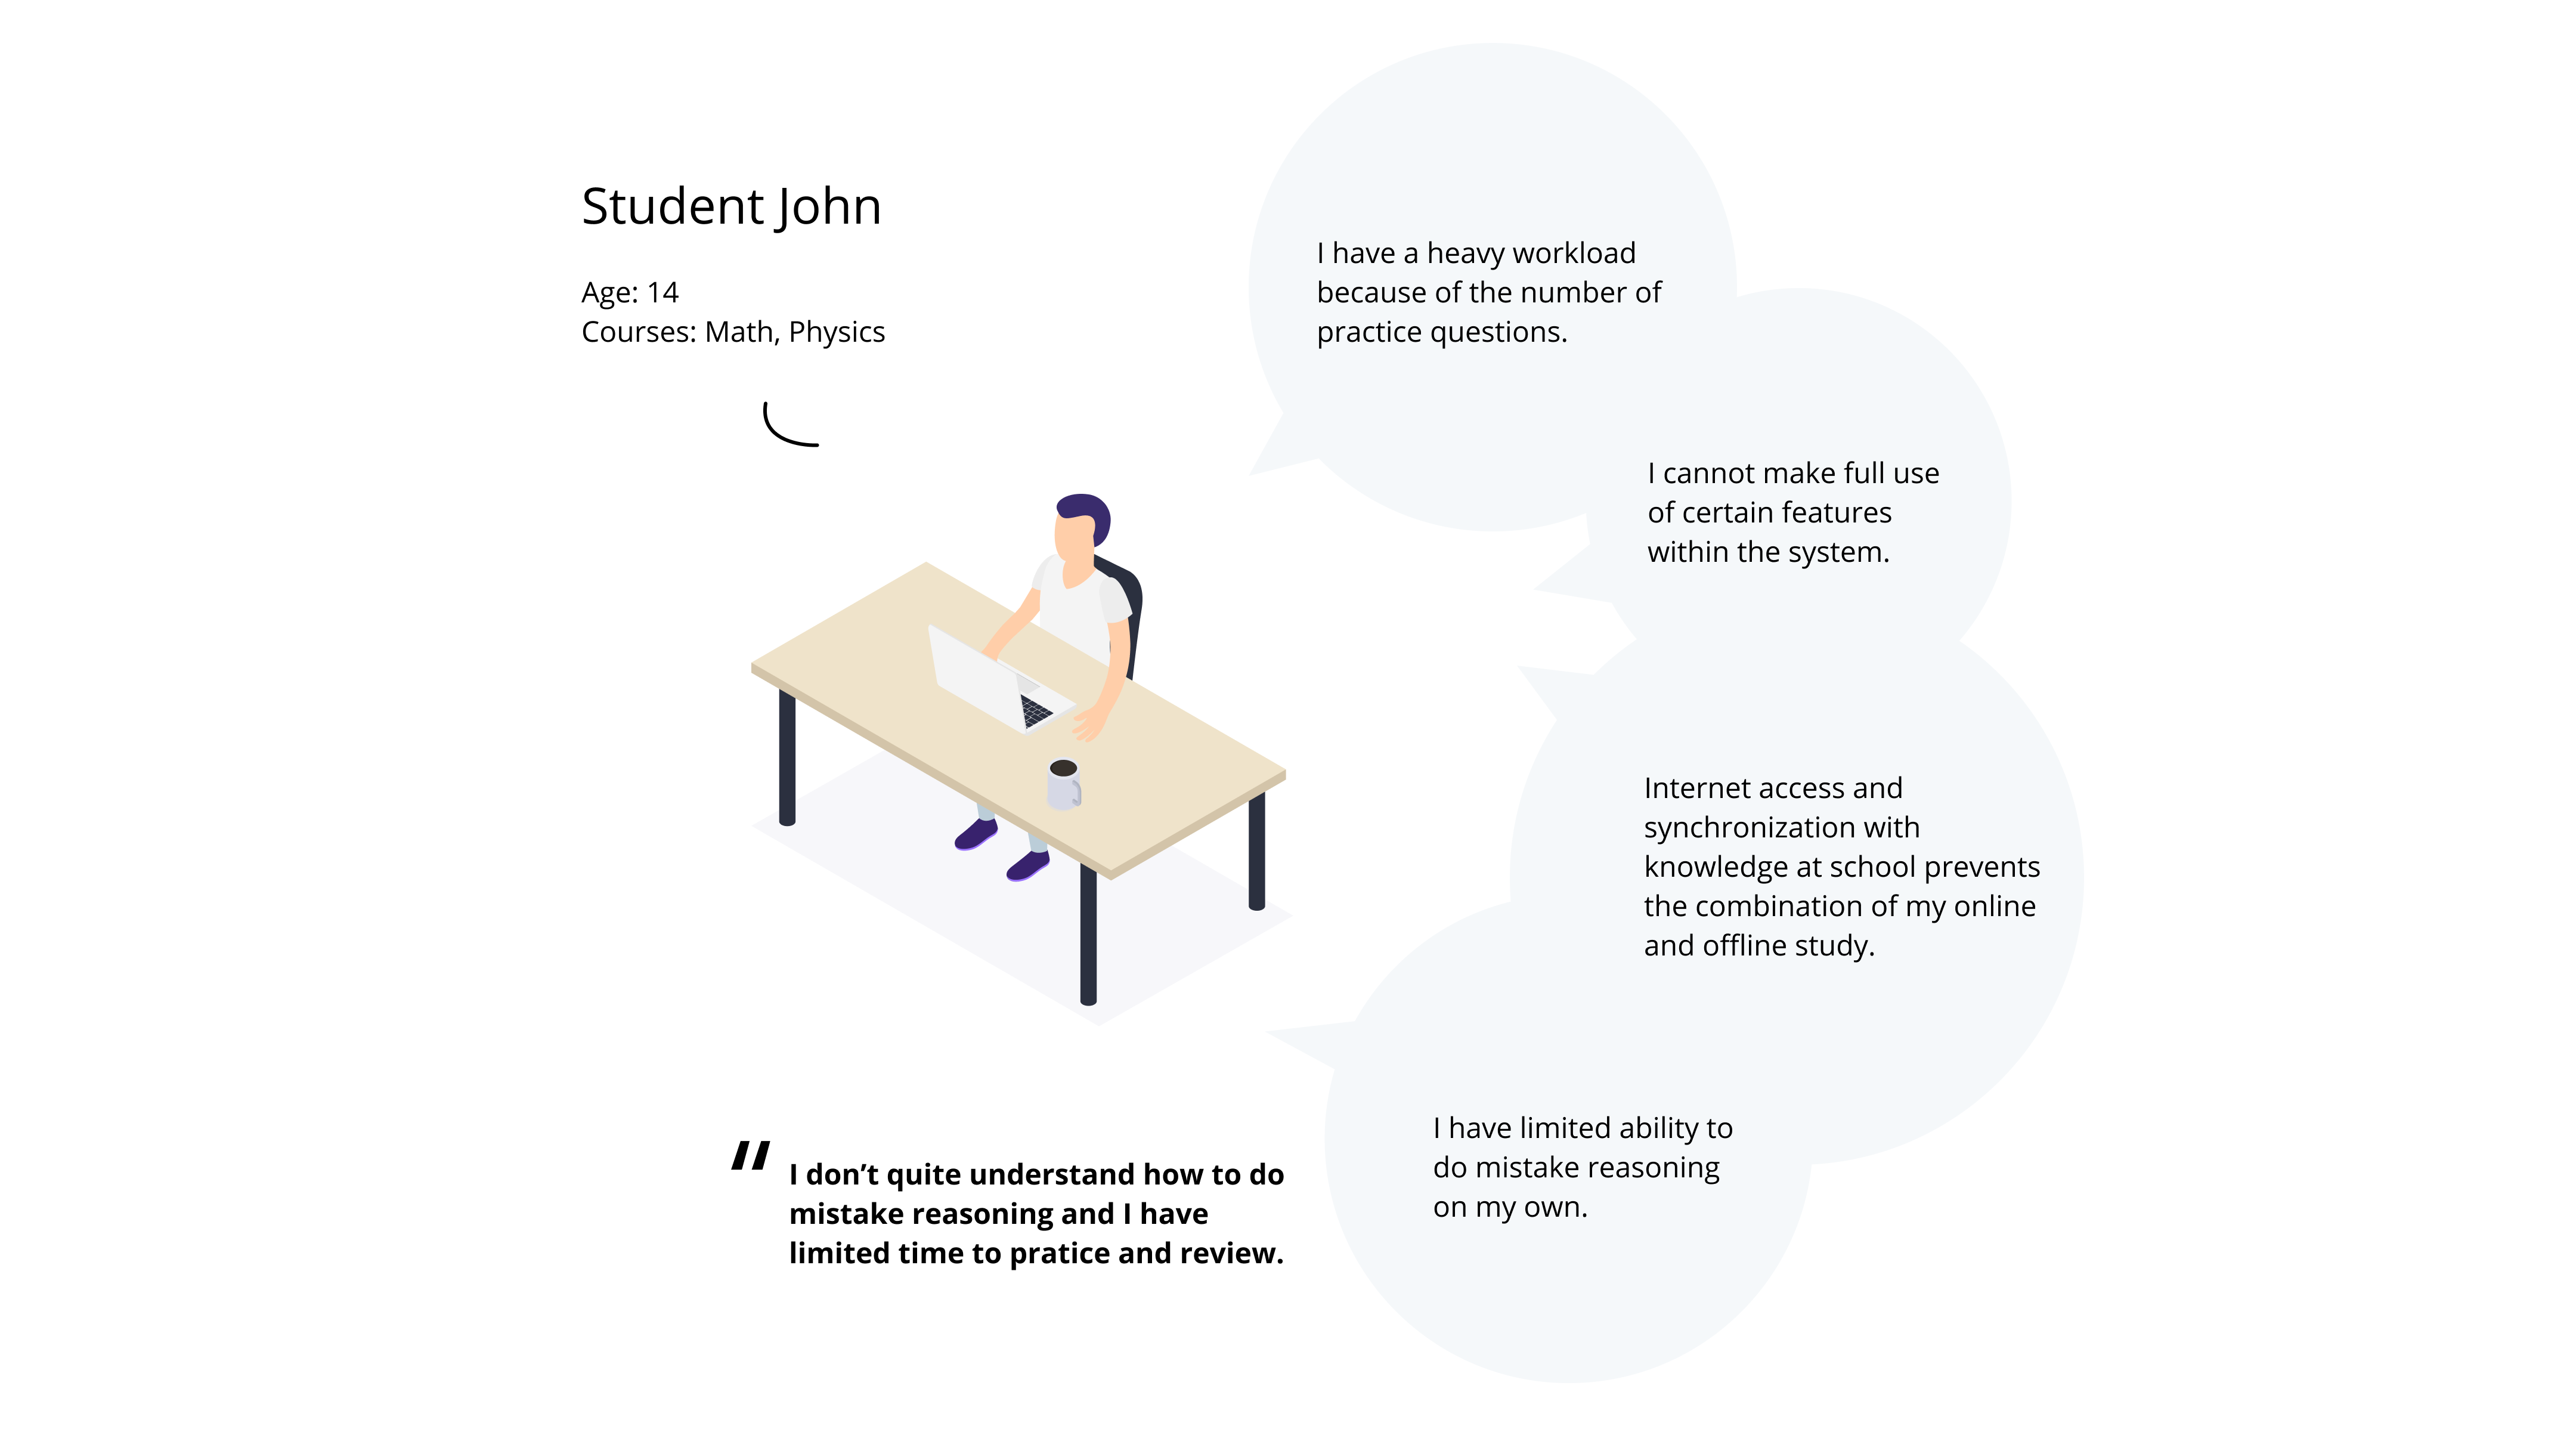 Student John
Age: 14
Courses: Math, Physics
I have a heavy workload
because of the number of
practice questions.
I cannot make full use
of certain features
within the system.
Internet access and
synchronization with
knowledge at school prevents
the combination of my online
and offline study.
I have limited ability to
do mistake reasoning
on my own.
“ I don’t quite understand how to do
mistake reasoning and I have
limited time to pratice and review.